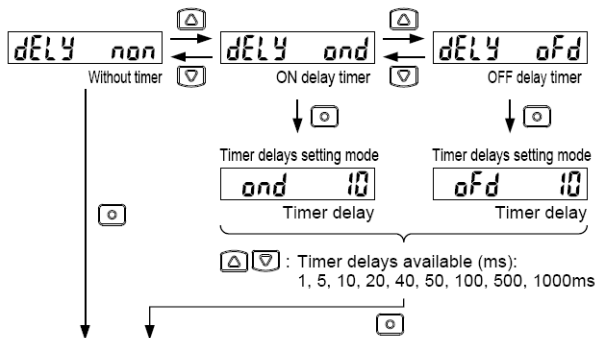 dELY non
dELY ond
dELY oFd
Without timer
ON delay timer
OFF delay timer
Timer delays setting mode
Timer delays setting mode
ond 10
oFd 10
Timer delay
Timer delay
: Timer delays available (ms):
1, 5, 10, 20, 40, 50, 100, 500, 1000ms